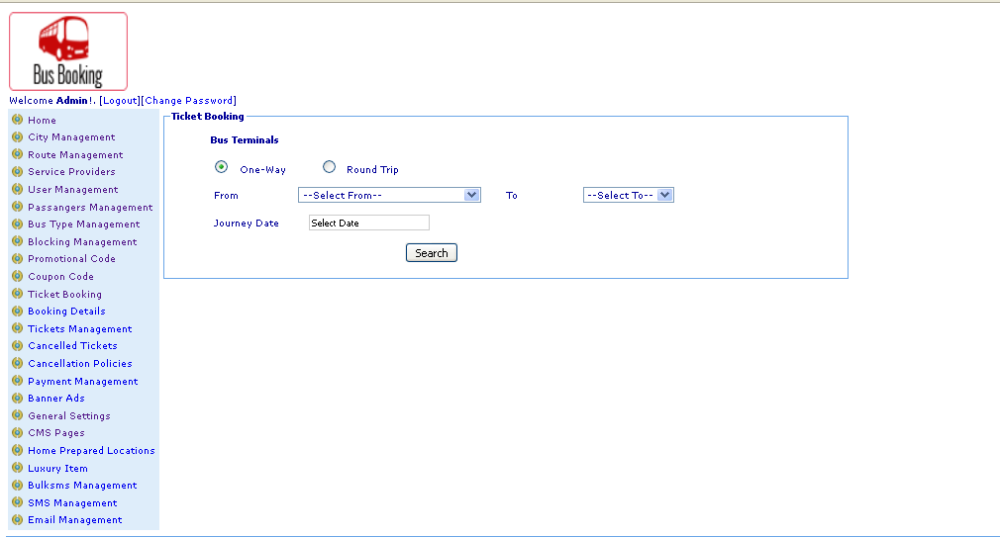 Bus Booking
Welcome Admin!. [Logout][Change Password]
Home
City Management
Route Management
Service Providers
User Management
Passangers Management
Bus Type Management
Blocking Management
Promotional Code
Coupon Code
Ticket Booking
Booking Details
Tickets Management
Cancelled Tickets
Cancellation Policies
Payment Management
Banner Ads
General Settings
CMS Pages
Home Prepared Locations
Luxury Item
Bulksms Management
SMS Management
Email Management
Ticket Booking
Bus Terminals
One-Way Round Trip
From --Select From-- To --Select To--
Journey Date Select Date
Search